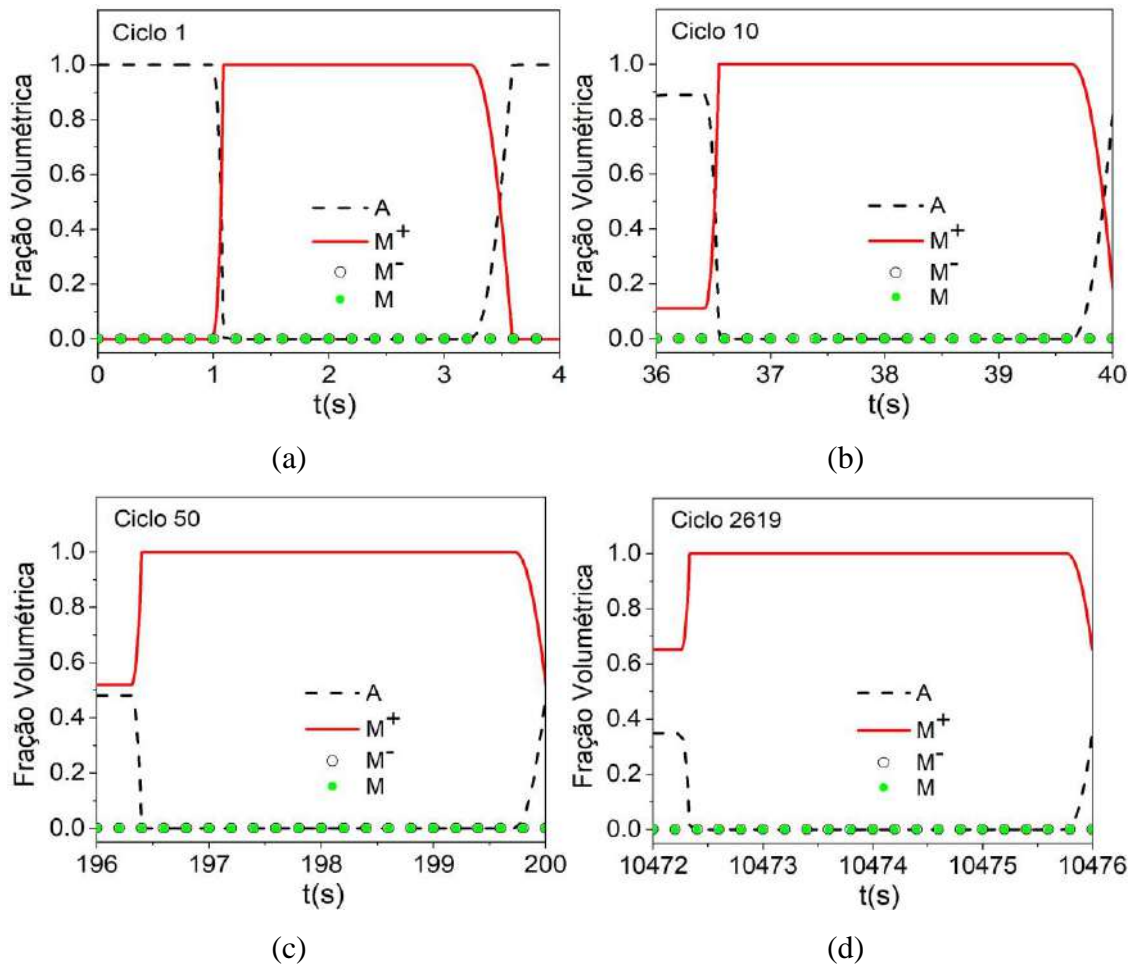 Ciclo 1
Fração Volumétrica
1.0
0.8
0.6
0.4
0.2
0.0
A
M+
M-
M
0 1 2 3 4
t(s)
(a)
Ciclo 10
Fração Volumétrica
1.0
0.8
0.6
0.4
0.2
0.0
A
M+
M-
M
36 37 38 39 40
t(s)
(b)
Ciclo 50
Fração Volumétrica
1.0
0.8
0.6
0.4
0.2
0.0
A
M+
M-
M
196 197 198 199 200
t(s)
(c)
Ciclo 2619
Fração Volumétrica
1.0
0.8
0.6
0.4
0.2
0.0
A
M+
M-
M
10472 10473 10474 10475 10476
t(s)
(d)